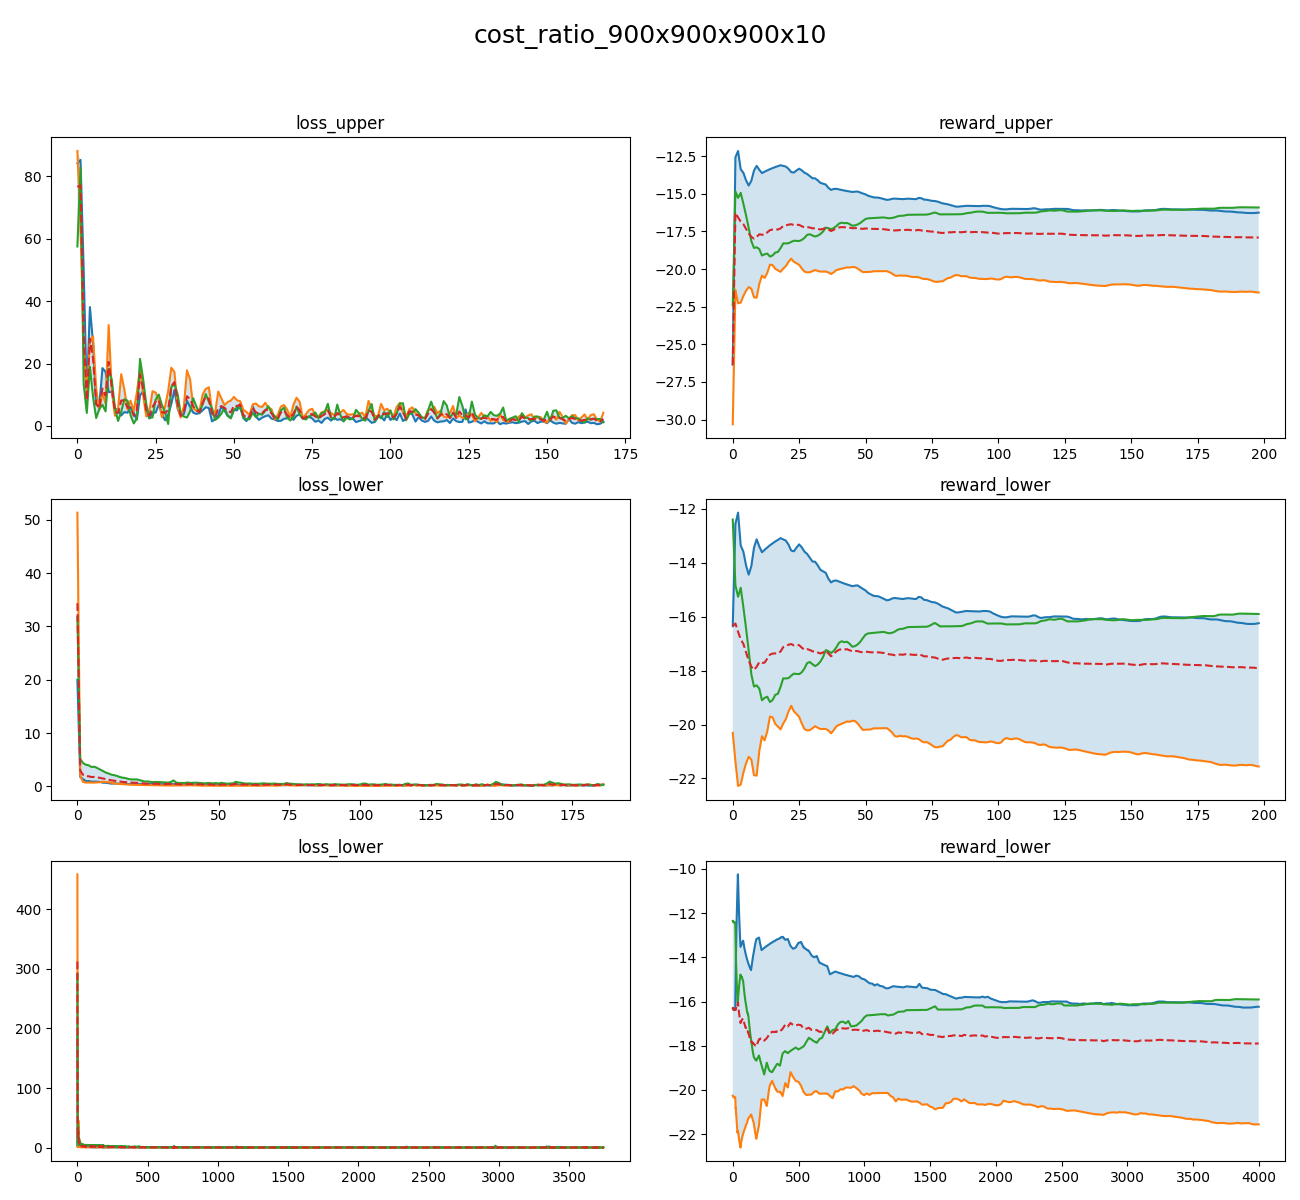 cost_ratio_900x900x900x10
loss_upper
80
60
40
20
0
0 25 50 75 100 125 150 175
reward_upper
−12.5
−15.0
−17.5
−20.0
−22.5
−25.0
−27.5
−30.0
0 25 50 75 100 125 150 175 200
loss_lower
50
40
30
20
10
0
0 25 50 75 100 125 150 175
reward_lower
−12
−14
−16
−18
−20
−22
0 25 50 75 100 125 150 175 200
loss_lower
400
300
200
100
0
0 500 1000 1500 2000 2500 3000 3500
reward_lower
−10
−12
−14
−16
−18
−20
−22
0 500 1000 1500 2000 2500 3000 3500 4000